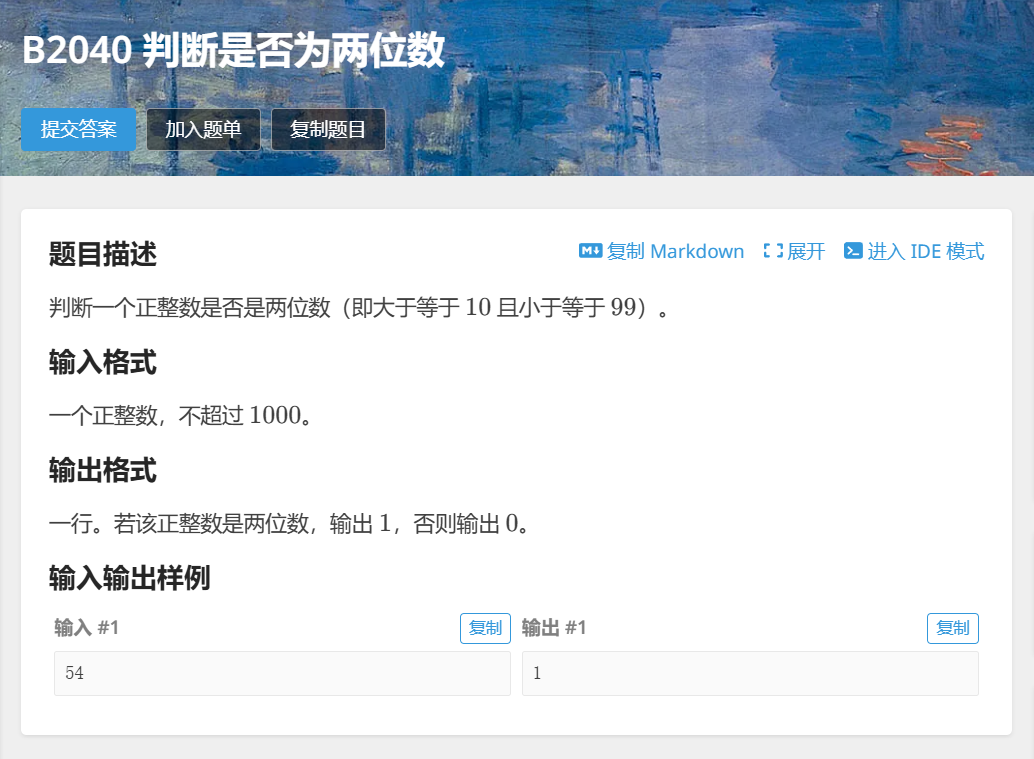 B2040 判断是否为两位数
提交答案 加入题单 复制题目
题目描述 复制 Markdown 展开 进入 IDE 模式
判断一个正整数是否是两位数（即大于等于 10 且小于等于 99）。
输入格式
一个正整数，不超过 1000。
输出格式
一行。若该正整数是两位数，输出 1，否则输出 0。
输入输出样例
输入 #1 复制 输出 #1 复制
54 1